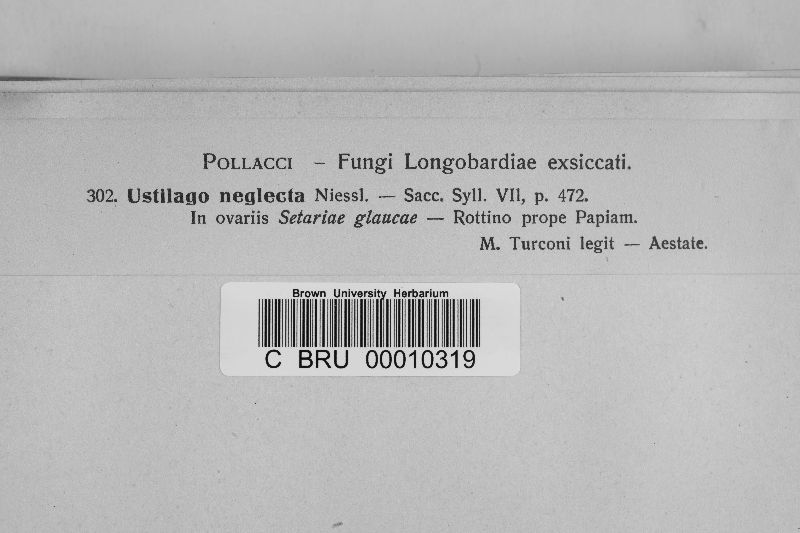 POLLACCI – Fungi Longobardiae exsiccati.
302. Ustilago neglecta Niessl. — Sacc. Syll. VII, p. 472.
In ovariis Setariae glaucae — Rottino prope Papiam.
M. Turconi legit — Aestate.
Brown University Herbarium
C BRU 00010319